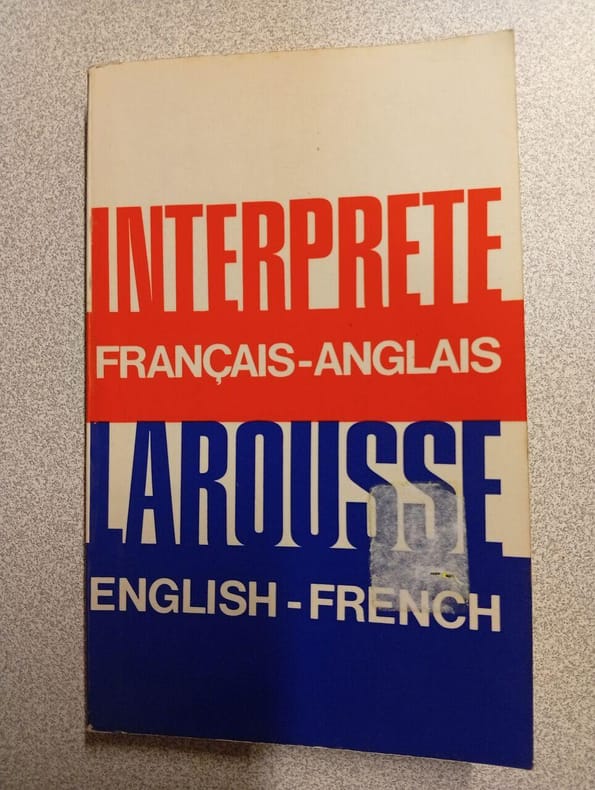 INTERPRETE
FRANÇAIS-ANGLAIS
LAROUSSE
ENGLISH-FRENCH